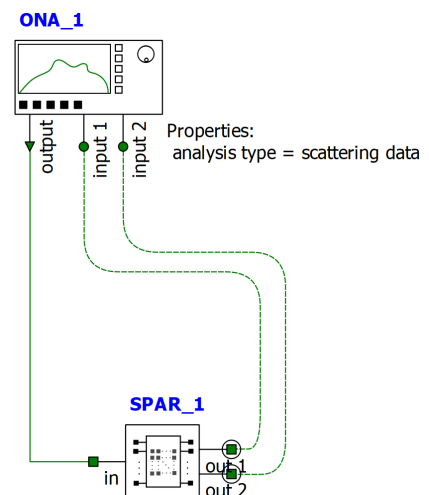 ONA_1
output
input 1
input 2
Properties:
analysis type = scattering data
SPAR_1
in
out 1
out 2